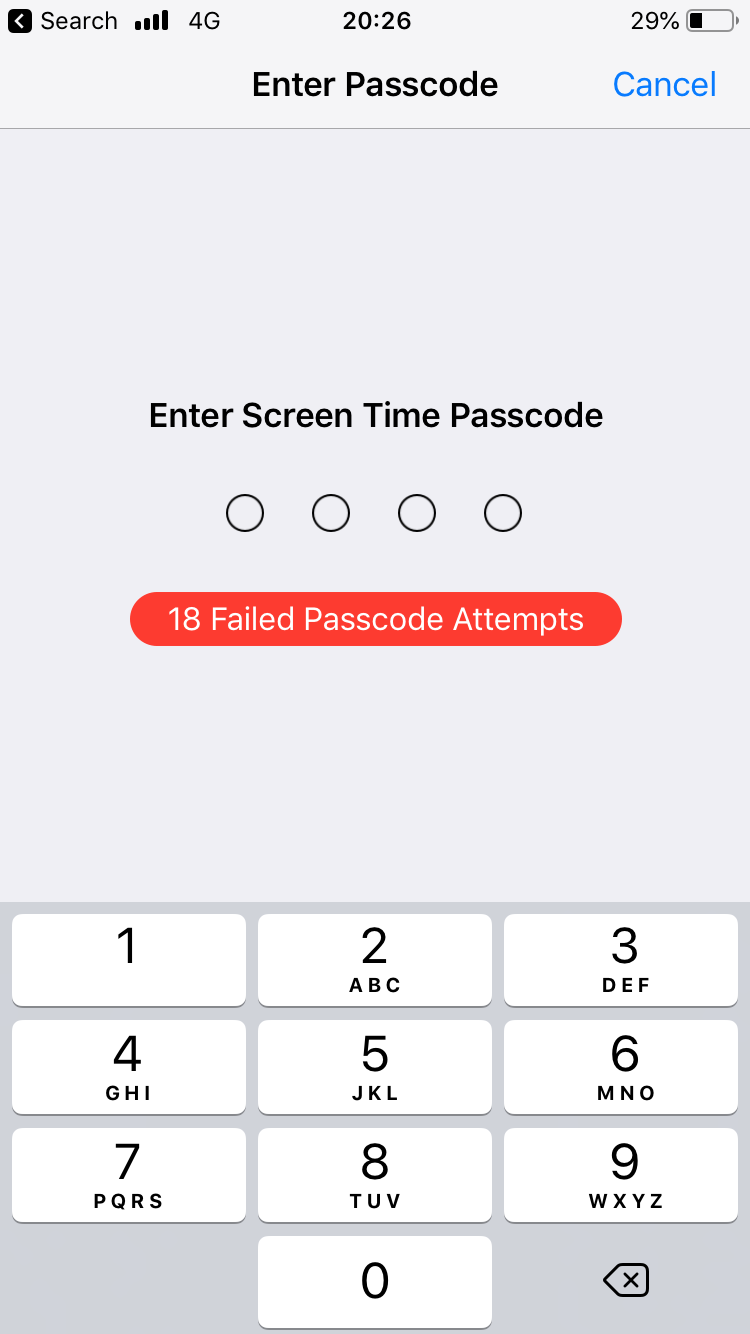 Search 4G 20:26 29%
Enter Passcode Cancel
Enter Screen Time Passcode
18 Failed Passcode Attempts
1 2 3
ABC DEF
4 5 6
GHI JKL MNO
7 8 9
PQRS TUV WXYZ
0